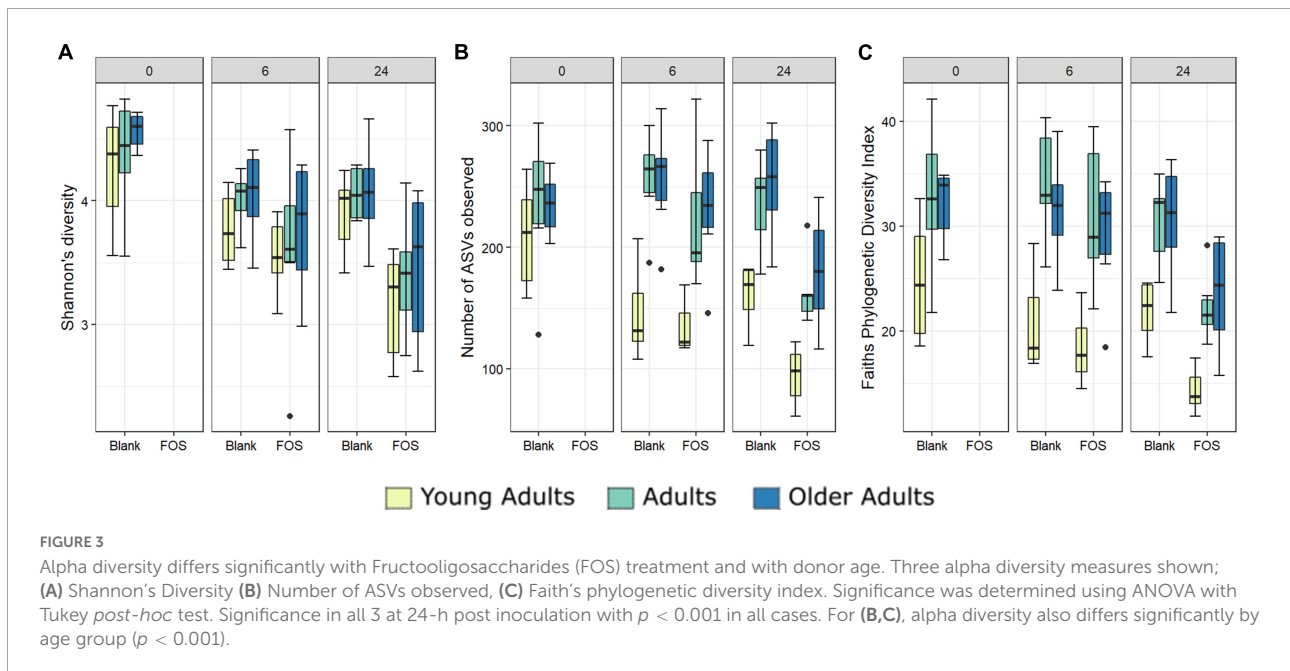 A
B
C
0 6 24
0 6 24
0 6 24
Shannon's diversity
4
3
Number of ASVs observed
300
200
100
Faiths Phylogenetic Diversity Index
40
30
20
Blank FOS Blank FOS Blank FOS
Blank FOS Blank FOS Blank FOS
Blank FOS Blank FOS Blank FOS
Young Adults Adults Older Adults
FIGURE 3
Alpha diversity differs significantly with Fructooligosaccharides (FOS) treatment and with donor age. Three alpha diversity measures shown;
(A) Shannon's Diversity (B) Number of ASVs observed, (C) Faith's phylogenetic diversity index. Significance was determined using ANOVA with
Tukey post-hoc test. Significance in all 3 at 24-h post inoculation with p < 0.001 in all cases. For (B,C), alpha diversity also differs significantly by
age group (p < 0.001).